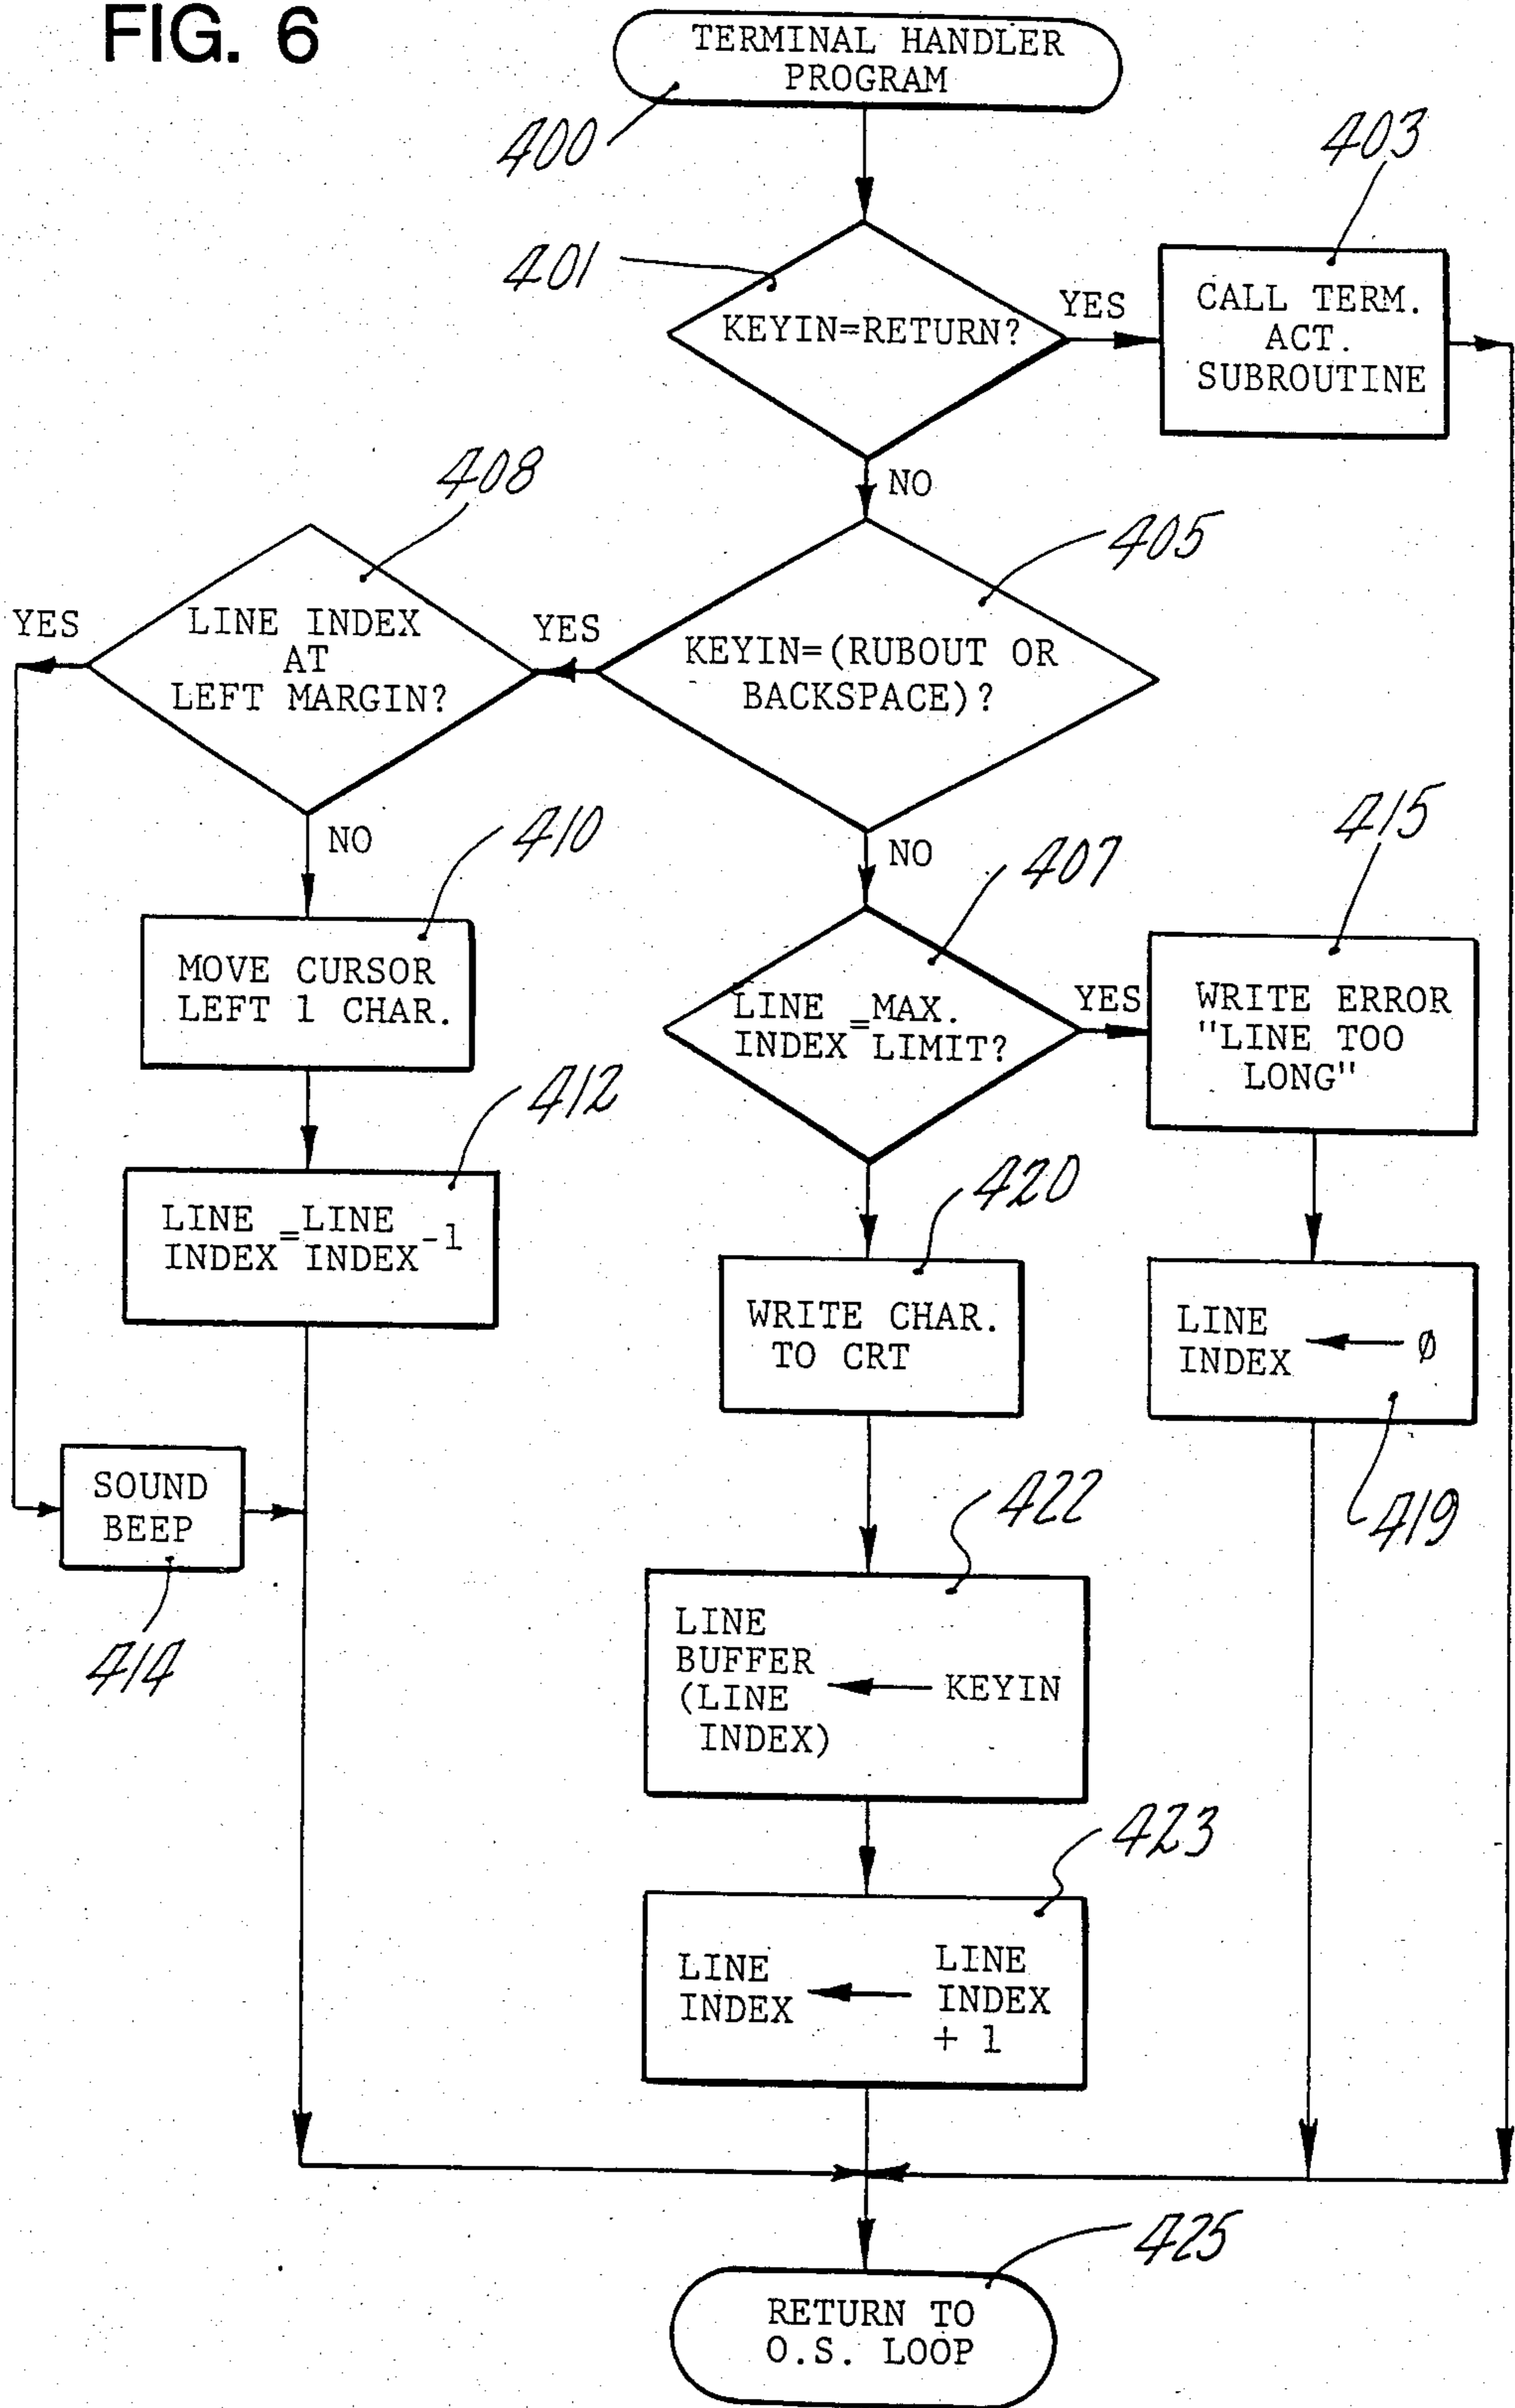 FIG. 6
TERMINAL HANDLER
PROGRAM
400
403
401
KEYIN=RETURN?
YES
CALL TERM.
ACT.
SUBROUTINE
NO
408
405
YES
LINE INDEX
AT
LEFT MARGIN?
YES
KEYIN=(RUBOUT OR
BACKSPACE)?
NO
410
NO
407
415
MOVE CURSOR
LEFT 1 CHAR.
LINE INDEX = MAX. LIMIT?
YES
WRITE ERROR
"LINE TOO
LONG"
412
LINE INDEX = LINE INDEX -1
420
WRITE CHAR.
TO CRT
LINE
INDEX
← ∅
419
SOUND
BEEP
414
422
LINE
BUFFER
(LINE
INDEX)
← KEYIN
423
LINE
INDEX
←
LINE
INDEX
+ 1
425
RETURN TO
O.S. LOOP